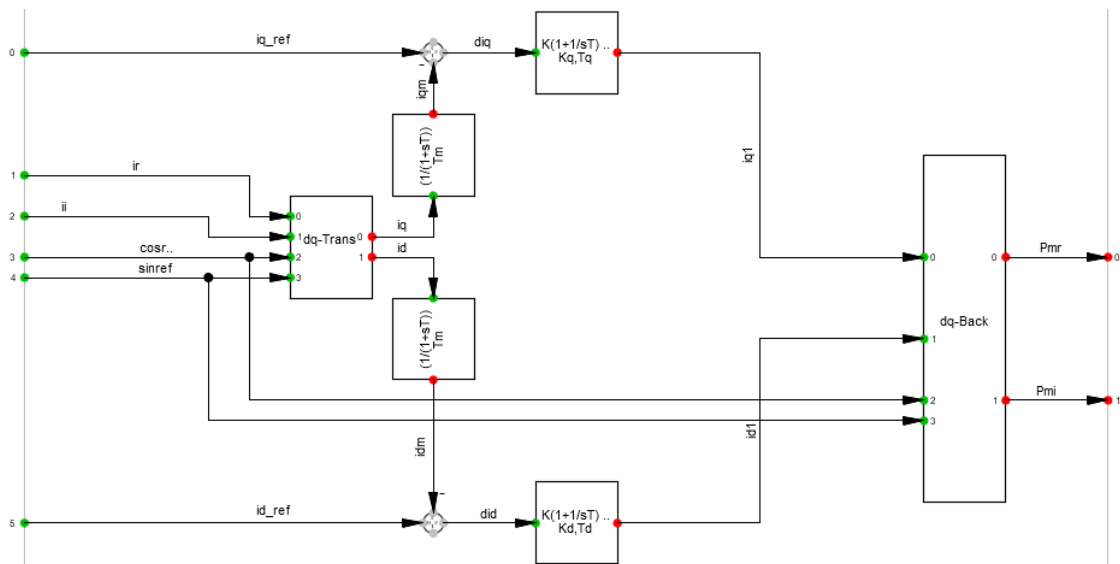 0
iq_ref
-
diq
K(1+1/sT) ..
Kq,Tq
iqm
(1/(1+sT))
Tm
iq1
1
ir
2
ii
3
cosr..
4
sinref
0
1
2
3
dq-Trans
0
1
iq
id
(1/(1+sT))
Tm
idm
-
5
id_ref
did
K(1+1/sT) ..
Kd,Td
id1
0
1
2
3
dq-Back
0
1
Pmr
0
Pmi
1